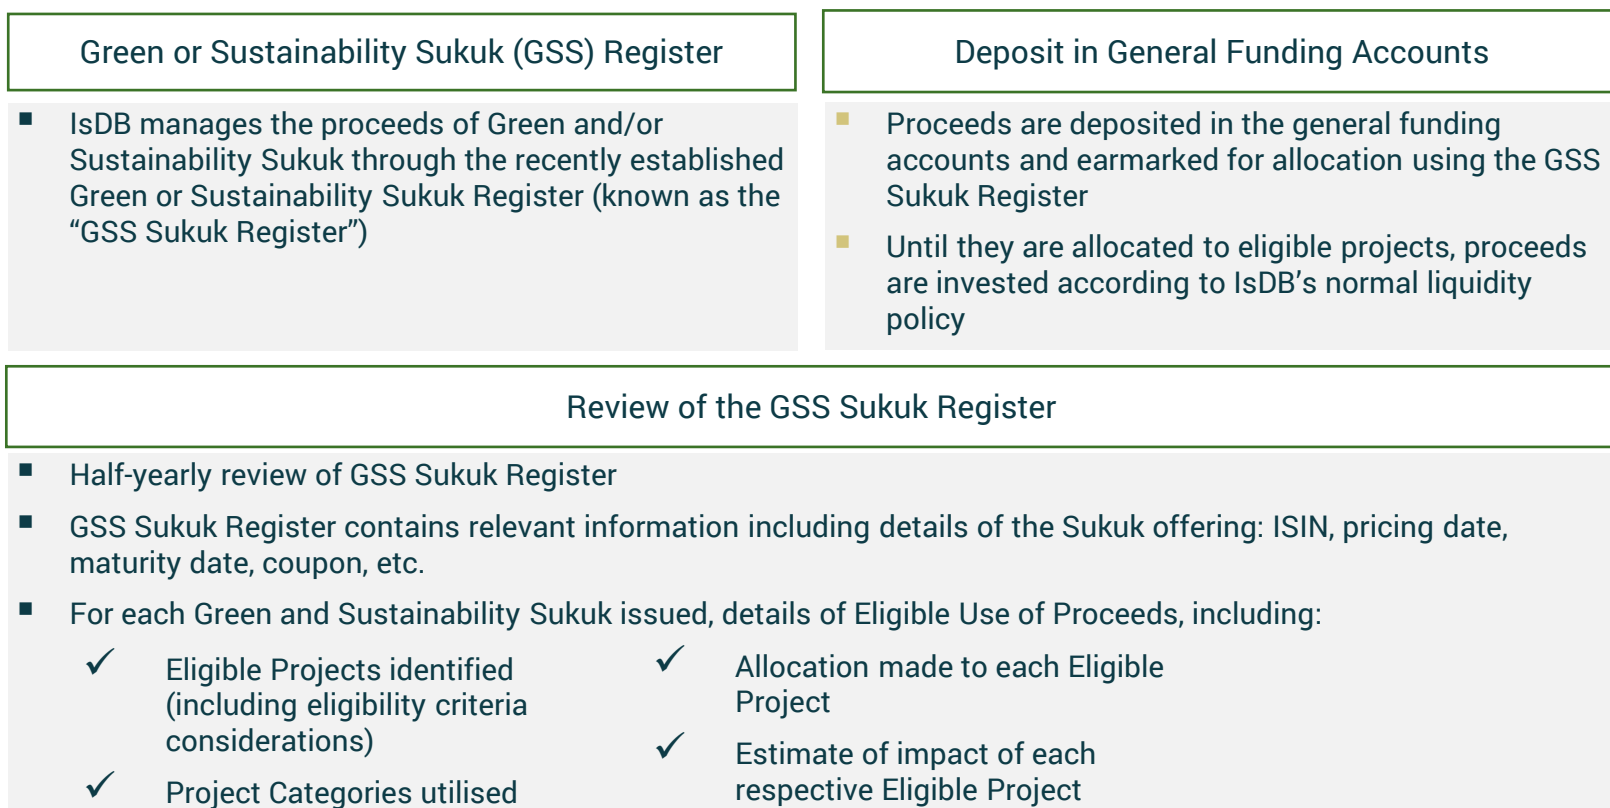 Green or Sustainability Sukuk (GSS) Register
IsDB manages the proceeds of Green and/or
Sustainability Sukuk through the recently established
Green or Sustainability Sukuk Register (known as the
“GSS Sukuk Register”)
Deposit in General Funding Accounts
Proceeds are deposited in the general funding
accounts and earmarked for allocation using the GSS
Sukuk Register
Until they are allocated to eligible projects, proceeds
are invested according to IsDB’s normal liquidity
policy
Review of the GSS Sukuk Register
Half-yearly review of GSS Sukuk Register
GSS Sukuk Register contains relevant information including details of the Sukuk offering: ISIN, pricing date,
maturity date, coupon, etc.
For each Green and Sustainability Sukuk issued, details of Eligible Use of Proceeds, including:
Eligible Projects identified
(including eligibility criteria
considerations)
Project Categories utilised
Allocation made to each Eligible
Project
Estimate of impact of each
respective Eligible Project